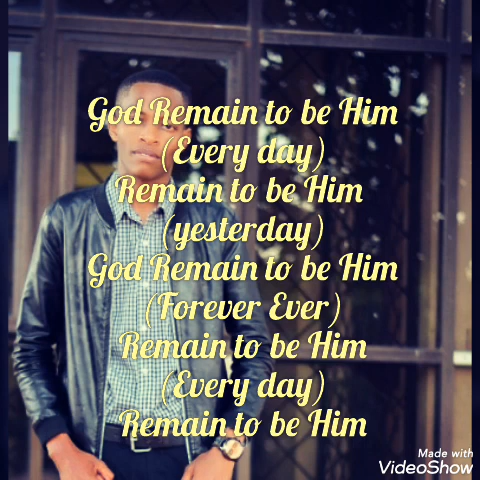 God Remain to be Him
(Every day)
Remain to be Him
(yesterday)
God Remain to be Him
(Forever Ever)
Remain to be Him
(Every day)
Remain to be Him
Made with
VideoShow